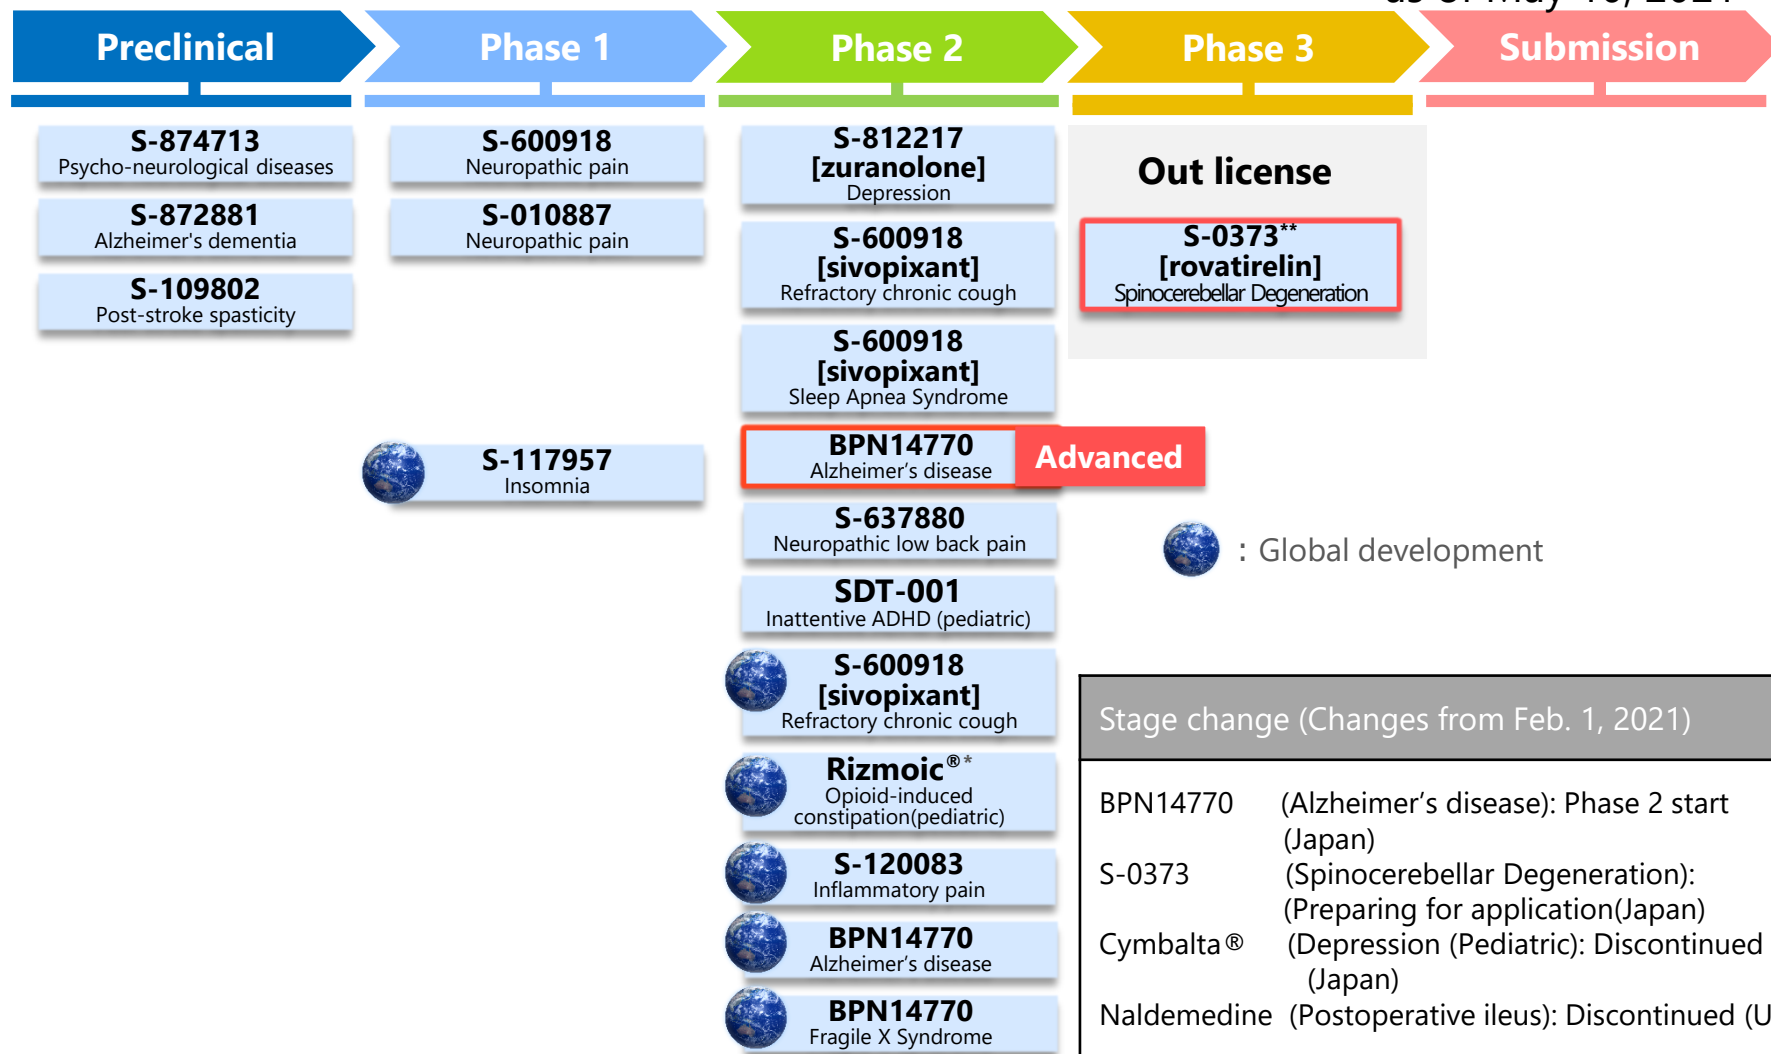 Preclinical
Phase 1
Phase 2
Phase 3
Submission
S-874713
Psycho-neurological diseases
S-872881
Alzheimer's dementia
S-109802
Post-stroke spasticity
S-600918
Neuropathic pain
S-010887
Neuropathic pain
S-117957
Insomnia
S-812217
[zuranolone]
Depression
S-600918
[sivopixant]
Refractory chronic cough
S-600918
[sivopixant]
Sleep Apnea Syndrome
BPN14770
Alzheimer’s disease
Advanced
S-637880
Neuropathic low back pain
SDT-001
Inattentive ADHD (pediatric)
S-600918
[sivopixant]
Refractory chronic cough
Rizmoic®*
Opioid-induced
constipation(pediatric)
S-120083
Inflammatory pain
BPN14770
Alzheimer’s disease
BPN14770
Fragile X Syndrome
Out license
S-0373**
[rovatirelin]
Spinocerebellar Degeneration
: Global development
Stage change (Changes from Feb. 1, 2021)
BPN14770 (Alzheimer’s disease): Phase 2 start
(Japan)
S-0373 (Spinocerebellar Degeneration):
(Preparing for application(Japan)
Cymbalta® (Depression (Pediatric): Discontinued
(Japan)
Naldemedine (Postoperative ileus): Discontinued (U